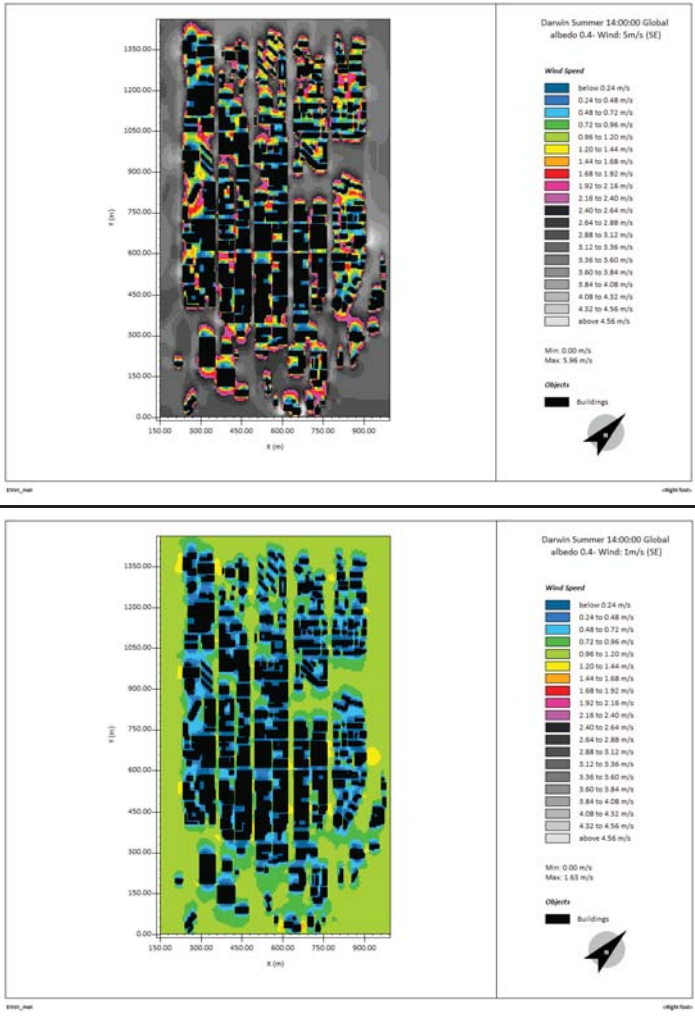 Darwin Summer 14:00:00 Global
albedo 0.4- Wind: 5m/s (SE)
Wind Speed
below 0.24 m/s
0.24 to 0.48 m/s
0.48 to 0.72 m/s
0.72 to 0.96 m/s
0.96 to 1.20 m/s
1.20 to 1.44 m/s
1.44 to 1.68 m/s
1.68 to 1.92 m/s
1.92 to 2.16 m/s
2.16 to 2.40 m/s
2.40 to 2.64 m/s
2.64 to 2.88 m/s
2.88 to 3.12 m/s
3.12 to 3.36 m/s
3.36 to 3.60 m/s
3.60 to 3.84 m/s
3.84 to 4.08 m/s
4.08 to 4.32 m/s
4.32 to 4.56 m/s
above 4.56 m/s
Min: 0.00 m/s
Max: 5.96 m/s
Objects
Buildings
N
1350.00
1200.00
1050.00
900.00
750.00
600.00
450.00
300.00
150.00
0.00
Y (m)
150.00 300.00 450.00 600.00 750.00 900.00
X (m)
ENVI_met
<Right foot>
Darwin Summer 14:00:00 Global
albedo 0.4- Wind: 1m/s (SE)
Wind Speed
below 0.24 m/s
0.24 to 0.48 m/s
0.48 to 0.72 m/s
0.72 to 0.96 m/s
0.96 to 1.20 m/s
1.20 to 1.44 m/s
1.44 to 1.68 m/s
1.68 to 1.92 m/s
1.92 to 2.16 m/s
2.16 to 2.40 m/s
2.40 to 2.64 m/s
2.64 to 2.88 m/s
2.88 to 3.12 m/s
3.12 to 3.36 m/s
3.36 to 3.60 m/s
3.60 to 3.84 m/s
3.84 to 4.08 m/s
4.08 to 4.32 m/s
4.32 to 4.56 m/s
above 4.56 m/s
Min: 0.00 m/s
Max: 1.63 m/s
Objects
Buildings
N
1350.00
1200.00
1050.00
900.00
750.00
600.00
450.00
300.00
150.00
0.00
Y (m)
150.00 300.00 450.00 600.00 750.00 900.00
X (m)
ENVI_met
<Right foot>